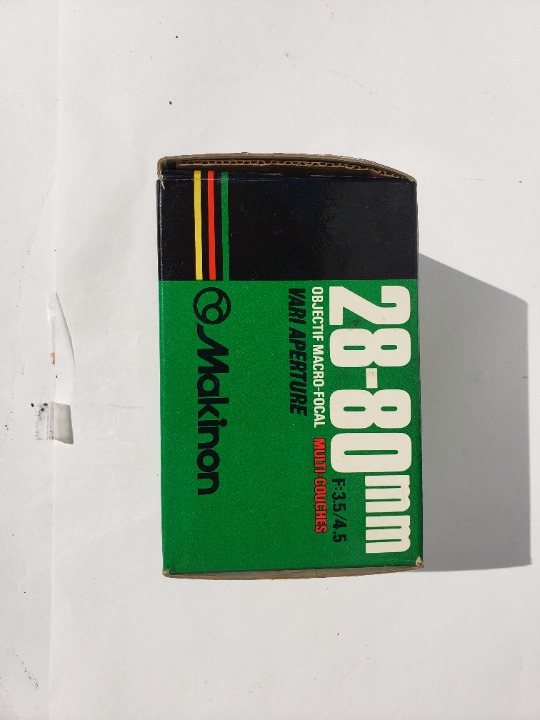 28-80mm
F:3.5/4.5
OBJECTIF MACRO-FOCAL MULTI-COUCHES
VARI APERTURE
Makinon